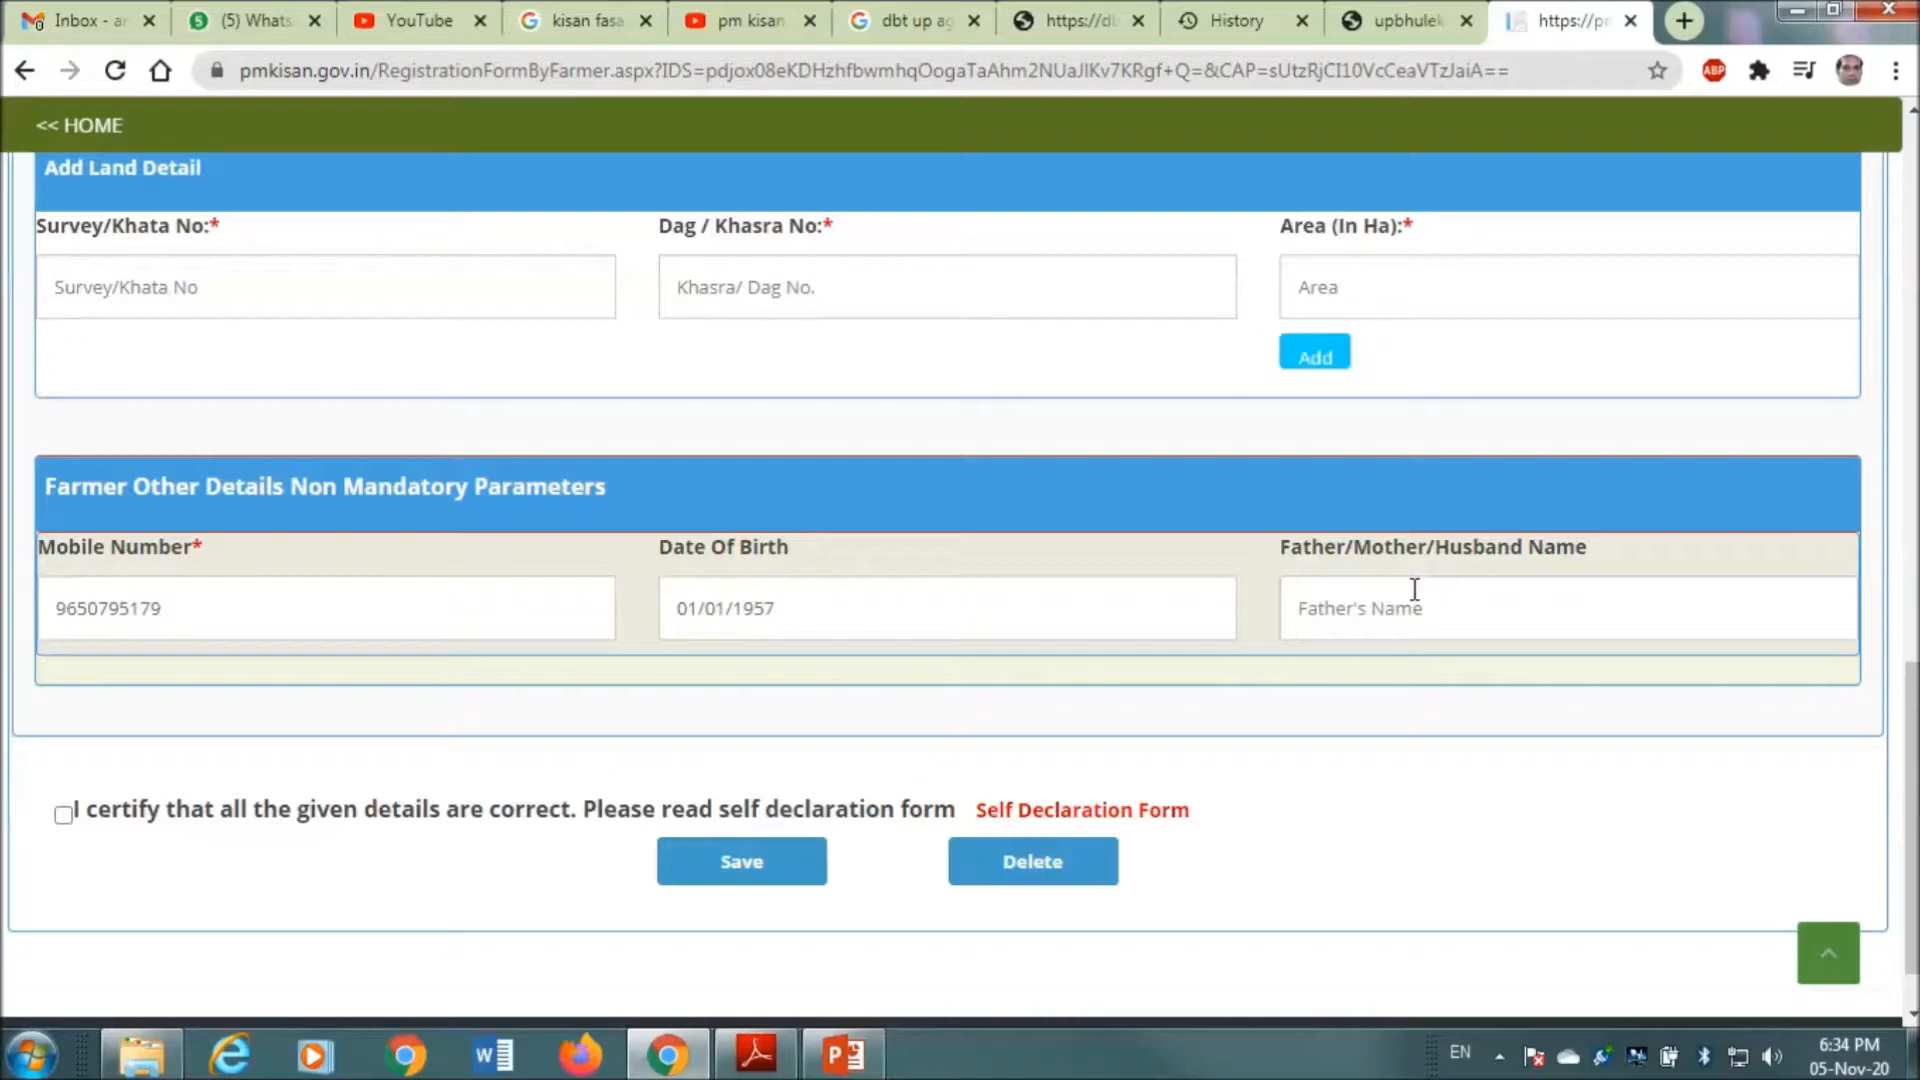 Inbox - ar
(5) Whats
YouTube
kisan fasa
pm kisan
dbt up ag
https://db
History
upbhulek
https://pm
pmkisan.gov.in/RegistrationFormByFarmer.aspx?IDS=pdjox08eKDHzhfbwmhqOogaTaAhm2NUaJlKv7KRgf+Q=&CAP=sUtzRjCI10VcCeaVTzJaiA==
ABP
<< HOME
Add Land Detail
Survey/Khata No:* Dag / Khasra No:* Area (In Ha):*
Survey/Khata No Khasra/ Dag No. Area
Add
Farmer Other Details Non Mandatory Parameters
Mobile Number* Date Of Birth Father/Mother/Husband Name
9650795179 01/01/1957 Father's Name
I certify that all the given details are correct. Please read self declaration form Self Declaration Form
Save Delete
EN
6:34 PM
05-Nov-20